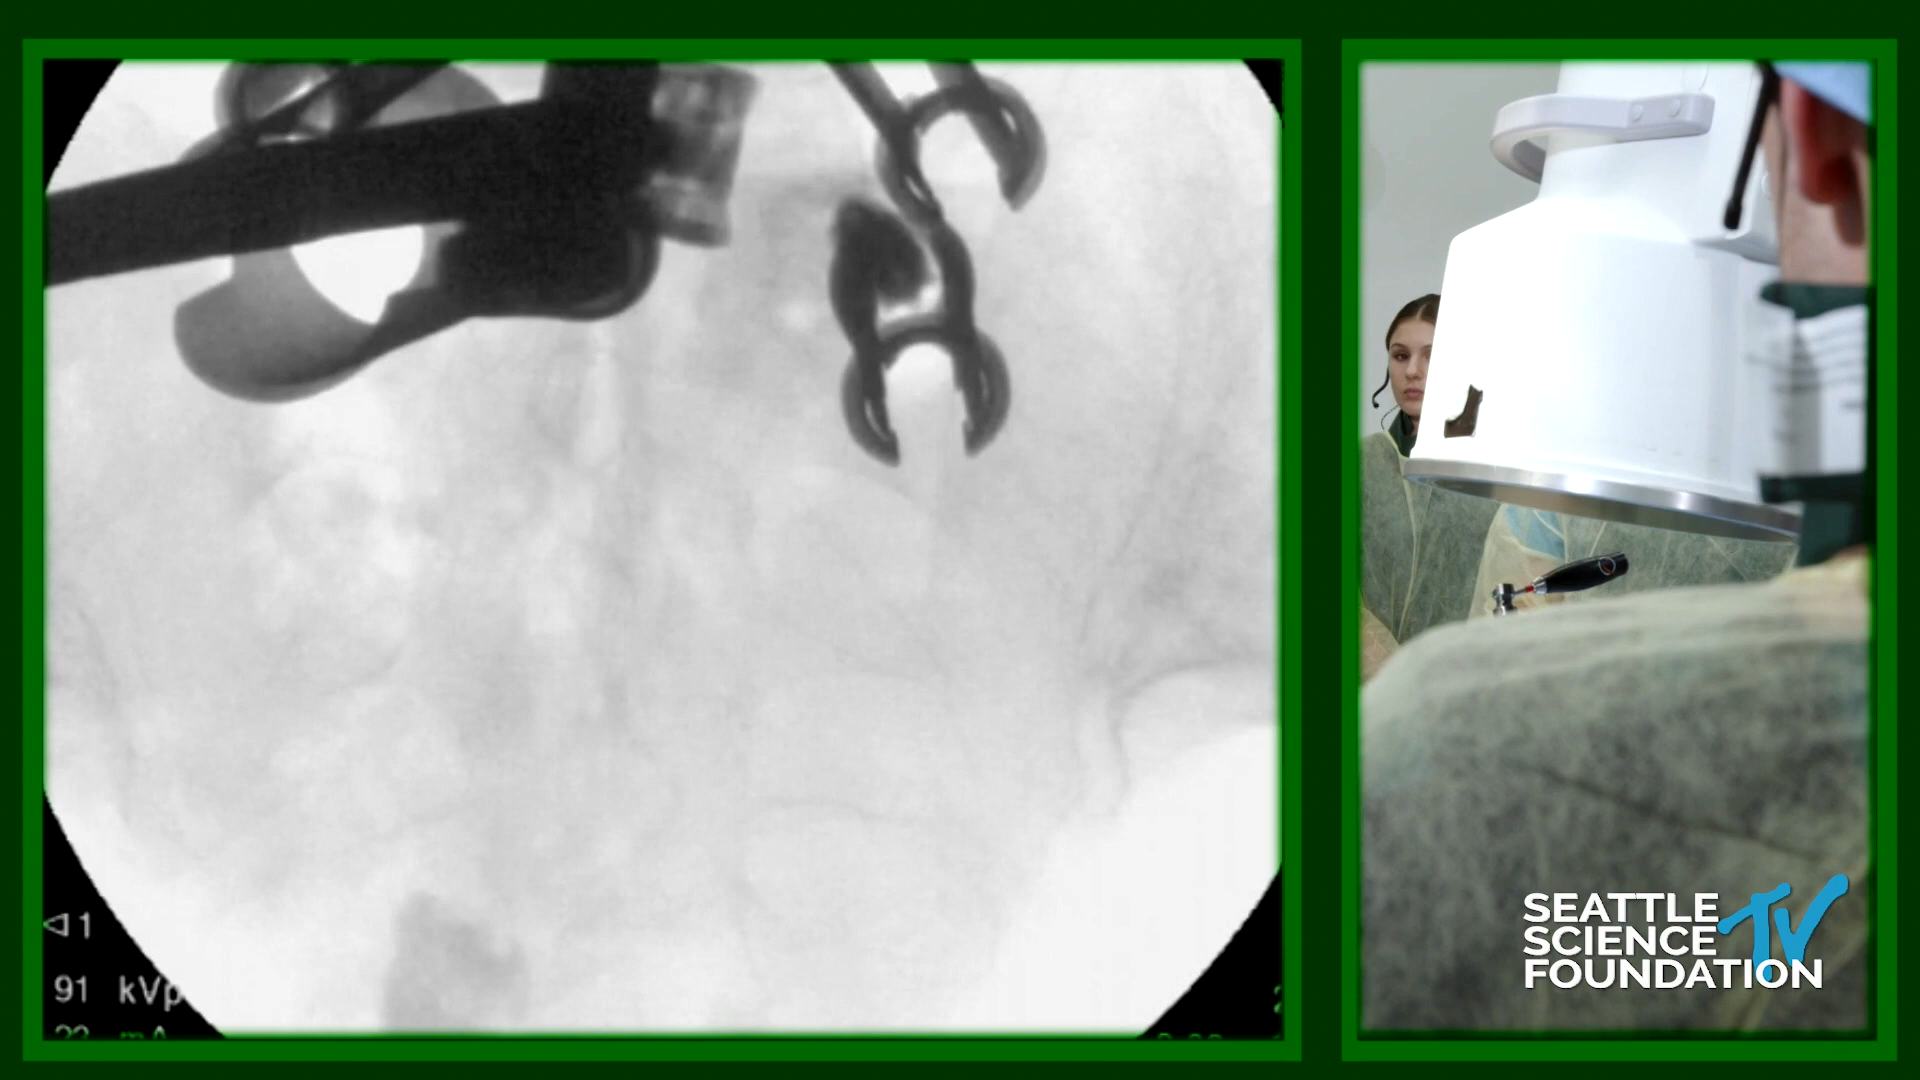 1
91 kVp
SEATTLE
SCIENCE
FOUNDATION
TV